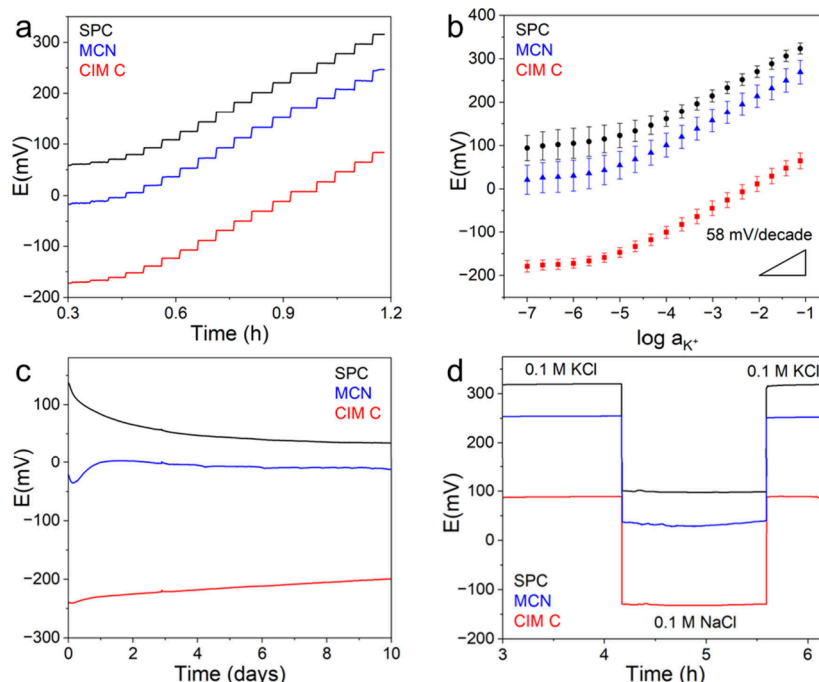 a
SPC
MCN
CIM C
300
200
100
0
−100
−200
E(mV)
0.3 0.6 0.9 1.2
Time (h)
b
SPC
MCN
CIM C
400
300
200
100
0
−100
−200
E(mV)
58 mV/decade
−7 −6 −5 −4 −3 −2 −1
log aK+
c
SPC
MCN
CIM C
100
0
−100
−200
−300
E(mV)
0 2 4 6 8 10
Time (days)
d
0.1 M KCl 0.1 M KCl
300
200
100
0
−100
−200
E(mV)
SPC
MCN
CIM C
0.1 M NaCl
3 4 5 6
Time (h)